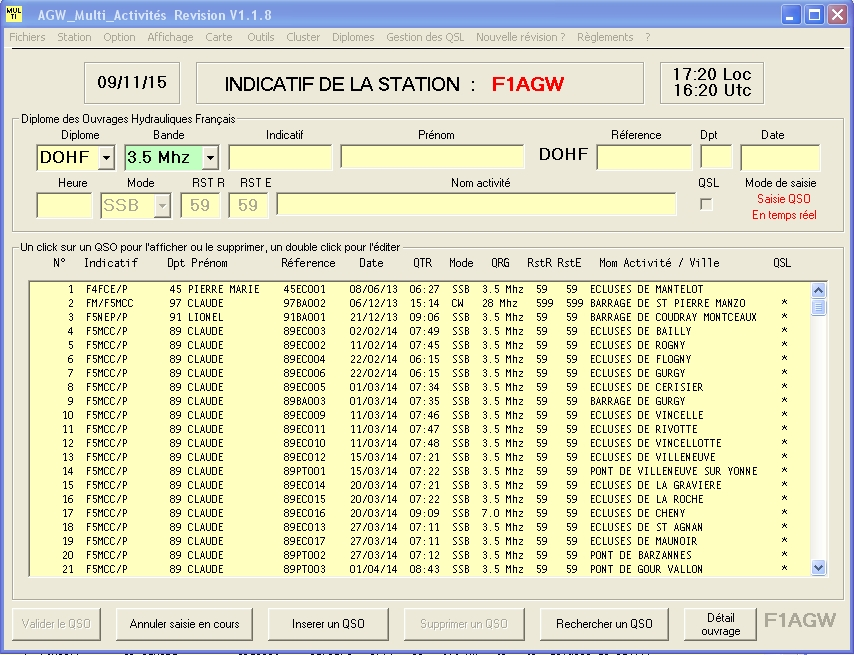 MUL TI AGW_Multi_Activités Revision V1.1.8
Fichiers Station Option Affichage Carte Outils Cluster Diplomes Gestion des QSL Nouvelle révision ? Règlements ?
09/11/15 INDICATIF DE LA STATION : F1AGW 17:20 Loc
16:20 Utc
Diplome des Ouvrages Hydrauliques Français
Diplome Bande Indicatif Prénom Réference Dpt Date
DOHF 3.5 Mhz DOHF
Heure Mode RST R RST E Nom activité QSL Mode de saisie
SSB 59 59 Saisie QSO
En temps réel
Un click sur un QSO pour l'afficher ou le supprimer, un double click pour l'éditer
N° Indicatif Dpt Prénom Réference Date QTR Mode QRG RstR RstE Mom Activité / Ville QSL
1 F4FCE/P 45 PIERRE MARIE 45EC001 08/06/13 06:27 SSB 3.5 Mhz 59 59 ECLUSES DE MANTELOT
2 FM/F5MCC 97 CLAUDE 97BA002 06/12/13 15:14 CW 28 Mhz 599 599 BARRAGE DE ST PIERRE MANZO *
3 F5NEP/P 91 LIONEL 91BA001 21/12/13 09:06 SSB 3.5 Mhz 59 59 BARRAGE DE COUDRAY MONTCEAUX *
4 F5MCC/P 89 CLAUDE 89EC003 02/02/14 07:49 SSB 3.5 Mhz 59 59 ECLUSES DE BAILLY *
5 F5MCC/P 89 CLAUDE 89EC002 11/02/14 07:45 SSB 3.5 Mhz 59 59 ECLUSES DE ROGNY *
6 F5MCC/P 89 CLAUDE 89EC004 22/02/14 06:15 SSB 3.5 Mhz 59 59 ECLUSES DE FLOGNY *
7 F5MCC/P 89 CLAUDE 89EC006 22/02/14 06:15 SSB 3.5 Mhz 59 59 ECLUSES DE GURGY *
8 F5MCC/P 89 CLAUDE 89EC005 01/03/14 07:34 SSB 3.5 Mhz 59 59 ECLUSES DE CERISIER *
9 F5MCC/P 89 CLAUDE 89BA003 01/03/14 07:35 SSB 3.5 Mhz 59 59 BARRAGE DE GURGY *
10 F5MCC/P 89 CLAUDE 89EC009 11/03/14 07:46 SSB 3.5 Mhz 59 59 ECLUSES DE VINCELLE *
11 F5MCC/P 89 CLAUDE 89EC011 11/03/14 07:47 SSB 3.5 Mhz 59 59 ECLUSES DE RIVOTTE *
12 F5MCC/P 89 CLAUDE 89EC010 11/03/14 07:48 SSB 3.5 Mhz 59 59 ECLUSES DE VINCELLOTTE *
13 F5MCC/P 89 CLAUDE 89EC012 15/03/14 07:21 SSB 3.5 Mhz 59 59 ECLUSES DE VILLENEUVE *
14 F5MCC/P 89 CLAUDE 89PT001 15/03/14 07:22 SSB 3.5 Mhz 59 59 PONT DE VILLENEUVE SUR YONNE *
15 F5MCC/P 89 CLAUDE 89EC014 20/03/14 07:21 SSB 3.5 Mhz 59 59 ECLUSES DE LA GRAVIERE *
16 F5MCC/P 89 CLAUDE 89EC015 20/03/14 07:22 SSB 3.5 Mhz 59 59 ECLUSES DE LA ROCHE *
17 F5MCC/P 89 CLAUDE 89EC016 20/03/14 09:09 SSB 7.0 Mhz 59 59 ECLUSES DE CHENY *
18 F5MCC/P 89 CLAUDE 89EC013 27/03/14 07:11 SSB 3.5 Mhz 59 59 ECLUSES DE ST AGNAN *
19 F5MCC/P 89 CLAUDE 89EC017 27/03/14 07:11 SSB 3.5 Mhz 59 59 ECLUSES DE MAUNOIR *
20 F5MCC/P 89 CLAUDE 89PT002 27/03/14 07:12 SSB 3.5 Mhz 59 59 PONT DE BARZANNES *
21 F5MCC/P 89 CLAUDE 89PT003 01/04/14 08:43 SSB 3.5 Mhz 59 59 PONT DE GOUR VALLON *
Valider le QSO Annuler saisie en cours Inserer un QSO Supprimer un QSO Rechercher un QSO Détail ouvrage F1AGW